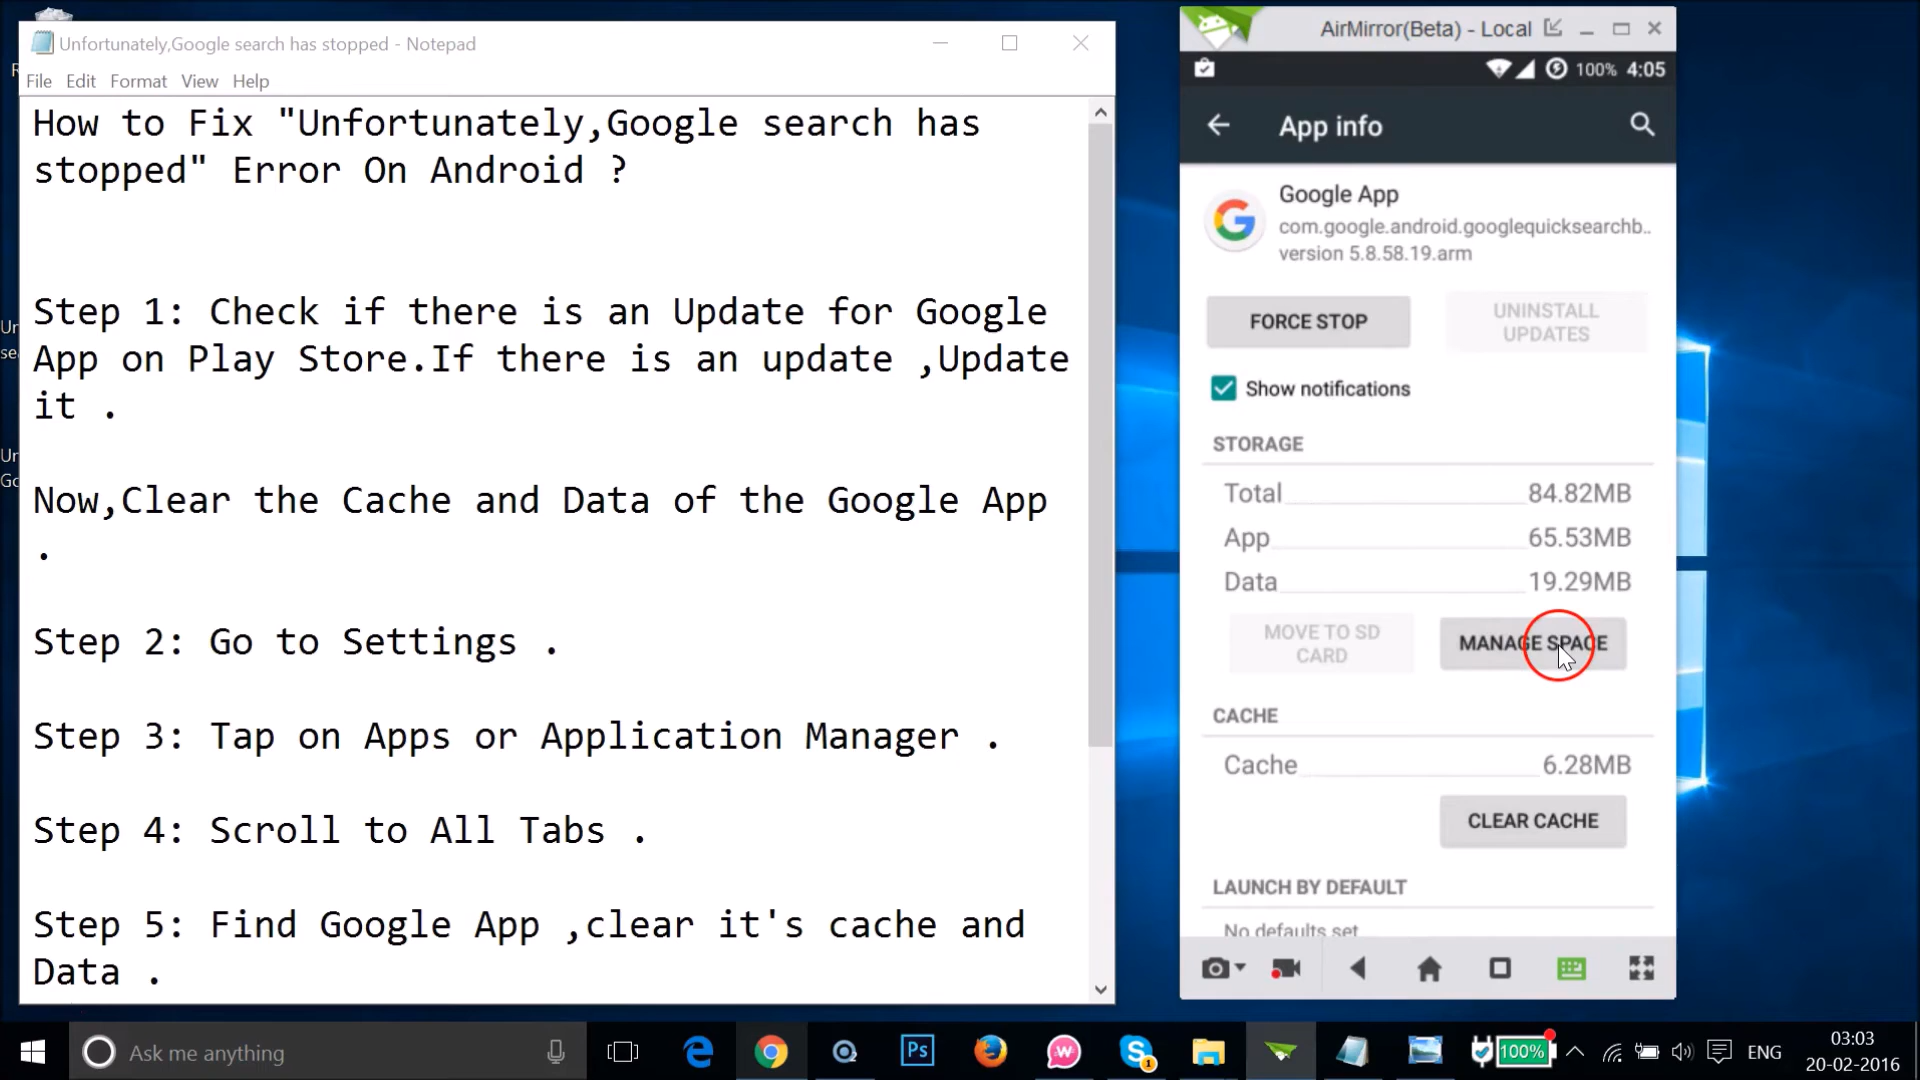 Unfortunately,Google search has stopped - Notepad
File Edit Format View Help
How to Fix "Unfortunately,Google search has
stopped" Error On Android ?
Step 1: Check if there is an Update for Google
App on Play Store.If there is an update ,Update
it .
Now,Clear the Cache and Data of the Google App
.
Step 2: Go to Settings .
Step 3: Tap on Apps or Application Manager .
Step 4: Scroll to All Tabs .
Step 5: Find Google App ,clear it's cache and
Data .
AirMirror(Beta) - Local
100% 4:05
App info
Google App
com.google.android.googlequicksearchb..
version 5.8.58.19.arm
FORCE STOP
UNINSTALL
UPDATES
Show notifications
STORAGE
Total 84.82MB
App 65.53MB
Data 19.29MB
MOVE TO SD
CARD
MANAGE SPACE
CACHE
Cache 6.28MB
CLEAR CACHE
LAUNCH BY DEFAULT
No defaults set
R
Un
se
Un
Go
Ask me anything
Ps
1
100%
ENG
03:03
20-02-2016